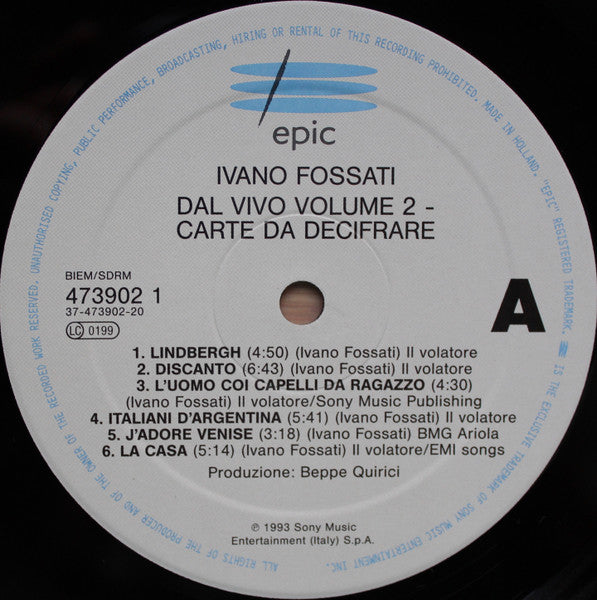 epic
IVANO FOSSATI
DAL VIVO VOLUME 2 -
CARTE DA DECIFRARE
BIEM/SDRM
473902 1
37-473902-20
LC 0199
A
1. LINDBERGH (4:50) (Ivano Fossati) Il volatore
2. DISCANTO (6:43) (Ivano Fossati) Il volatore
3. L'UOMO COI CAPELLI DA RAGAZZO (4:30)
(Ivano Fossati) Il volatore/Sony Music Publishing
4. ITALIANI D'ARGENTINA (5:41) (Ivano Fossati) Il volatore
5. J'ADORE VENISE (3:18) (Ivano Fossati) BMG Ariola
6. LA CASA (5:14) (Ivano Fossati) Il volatore/EMI songs
Produzione: Beppe Quirici
℗ 1993 Sony Music
Entertainment (Italy) S.p.A.
ALL RIGHTS OF THE PRODUCER AND OF THE OWNER OF THE RECORDED WORK RESERVED. UNAUTHORISED COPYING, PUBLIC PERFORMANCE, BROADCASTING, HIRING OR RENTAL OF THIS RECORDING PROHIBITED. MADE IN HOLLAND. "EPIC" REGISTERED TRADEMARK. IS THE EXCLUSIVE TRADEMARK OF SONY MUSIC ENTERTAINMENT INC.